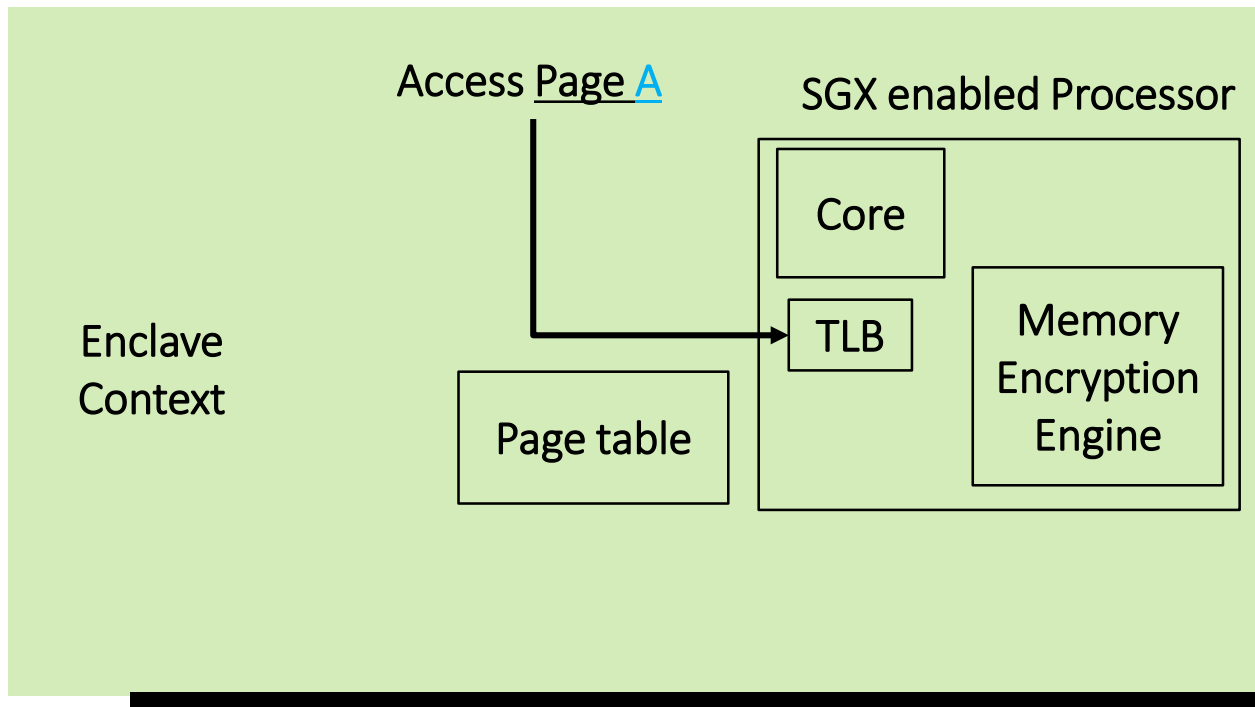 Access Page A
SGX enabled Processor
Core
TLB
Memory
Encryption
Engine
Enclave
Context
Page table